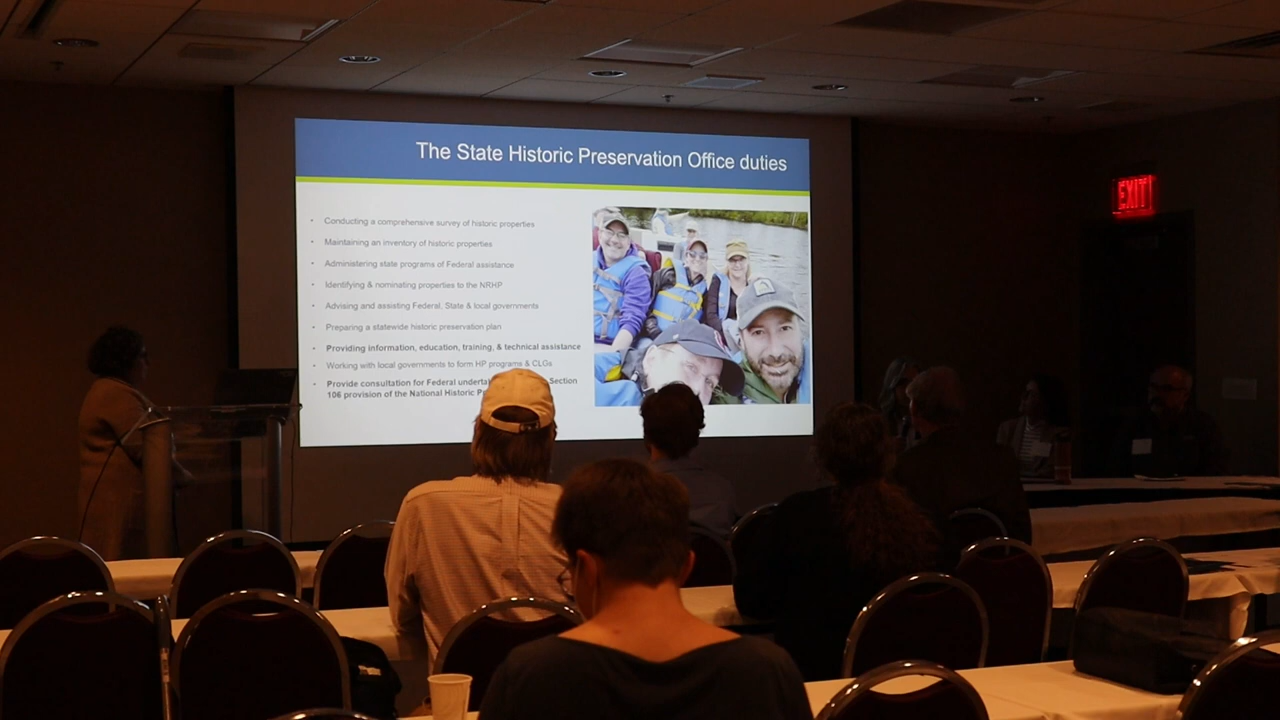 The State Historic Preservation Office duties
• Conducting a comprehensive survey of historic properties
• Maintaining an inventory of historic properties
• Administering state programs of Federal assistance
• Identifying & nominating properties to the NRHP
• Advising and assisting Federal, State & local governments
• Preparing a statewide historic preservation plan
• Providing information, education, training, & technical assistance
• Working with local governments to form HP programs & CLGs
• Provide consultation for Federal Section
106 provision of the National Historic
EXIT